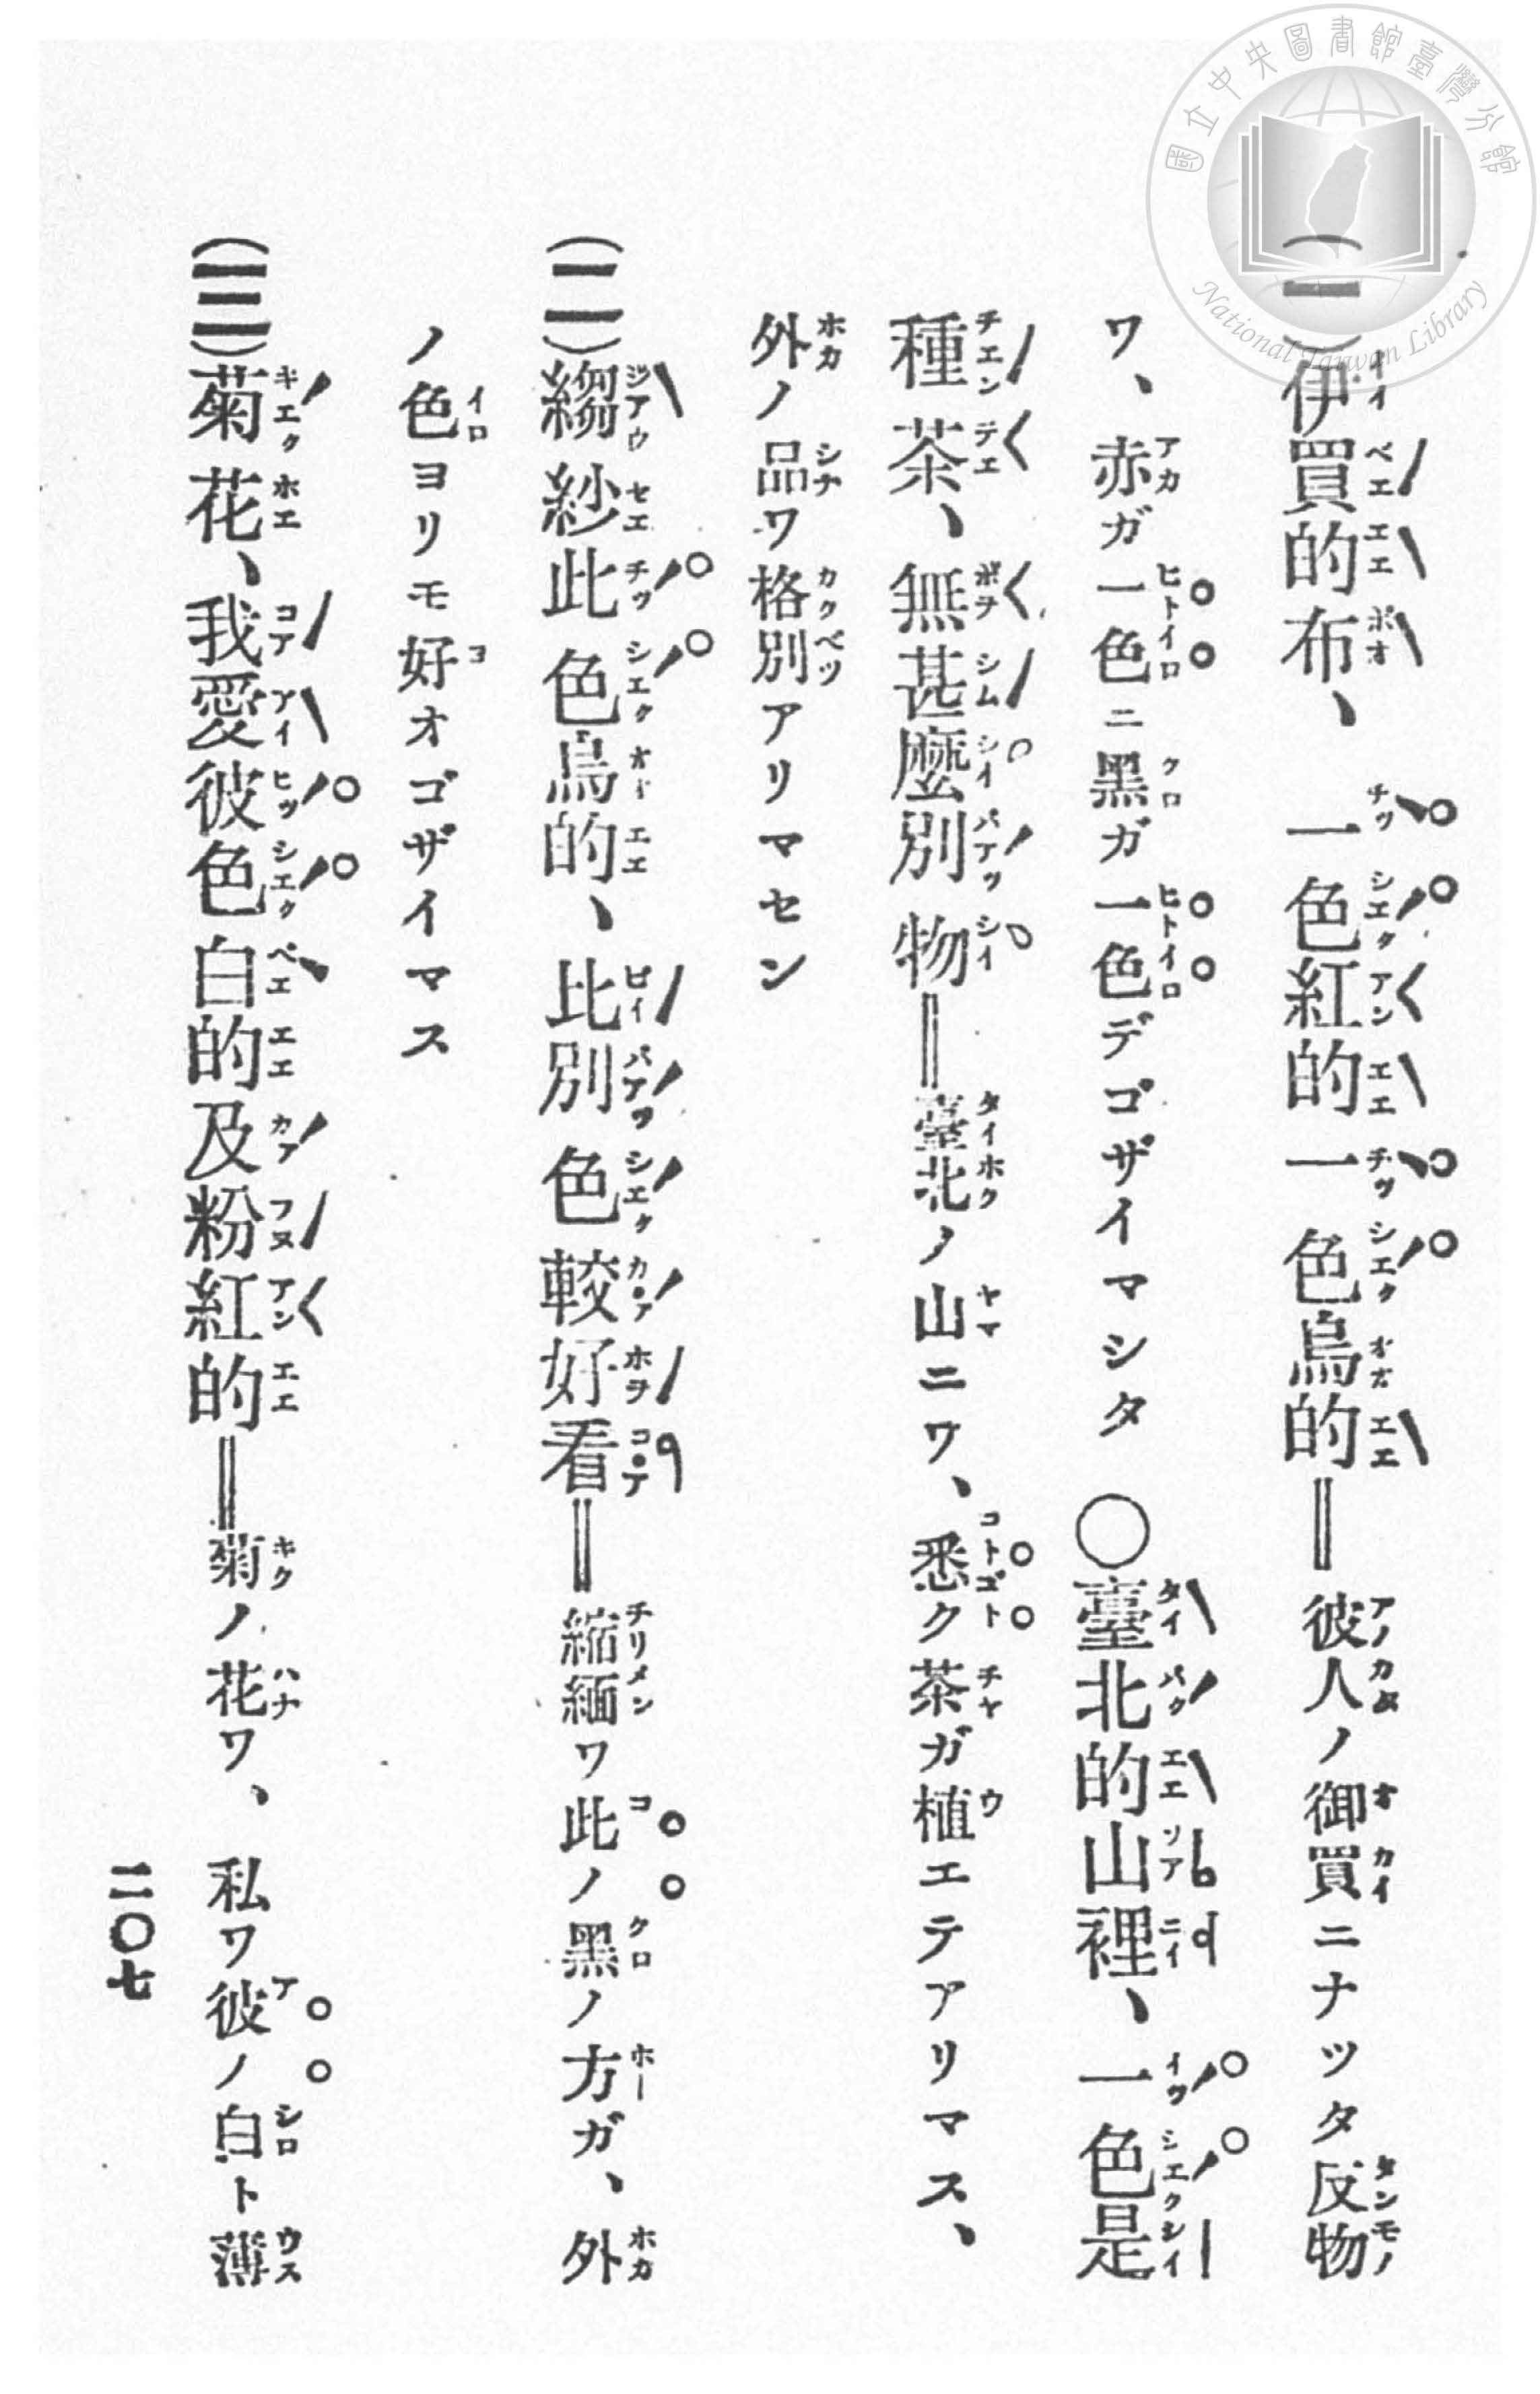 國立中央圖書館臺灣分館
National Taiwan Library
(一)伊買的布、一色紅的一色烏的＝彼人ノ御買ニナツタ反物
ワ、赤ガ一色ニ黑ガ一色デゴザイマシタ ○臺北的山裡、一色是
種茶、無甚麼別物＝臺北ノ山ニワ、悉ク茶ガ植エテアリマス、
外ノ品ワ格別アリマセン
(二)縐紗此色烏的、比別色較好看＝縮緬ワ此ノ黑ノ方ガ、外
ノ色ヨリモ好オゴザイマス
(三)菊花、我愛彼色白的及粉紅的＝菊ノ花ワ、私ワ彼ノ白ト薄
二〇七